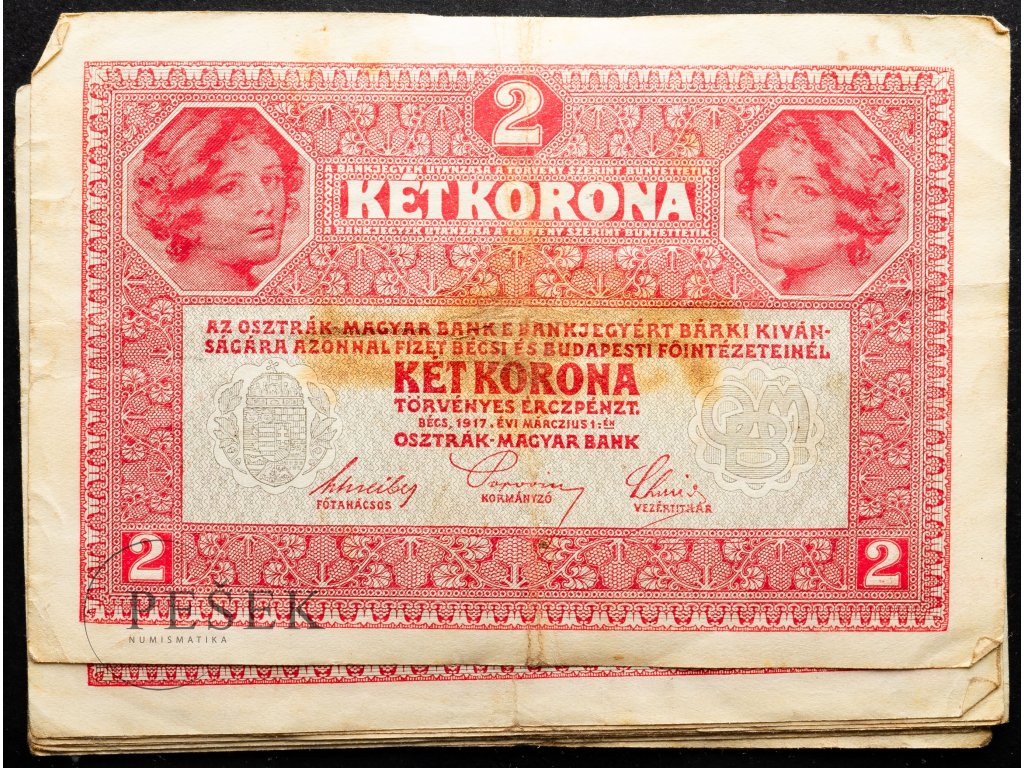 2
A BANKJEGYEK UTÁNZÁSA A TÖRVÉNY SZERINT BÜNTETTETIK
KÉT KORONA
A BANKJEGYEK UTÁNZÁSA A TÖRVÉNY SZERINT BÜNTETTETIK
AZ OSZTRÁK-MAGYAR BANK E BANKJEGYÉRT BÁRKI KIVÁN-
SÁGÁRA AZONNAL FIZET BÉCSI ÉS BUDAPESTI FŐINTÉZETEINÉL
KÉT KORONA
TÖRVÉNYES ÉRCZPÉNZT.
BÉCS, 1917. ÉVI MÁRCZIUS 1:ÉN
OSZTRÁK-MAGYAR BANK
FŐTANÁCSOS
KORMÁNYZÓ
VEZÉRTITKÁR
2
2
PEŠEK
NUMISMATIKA